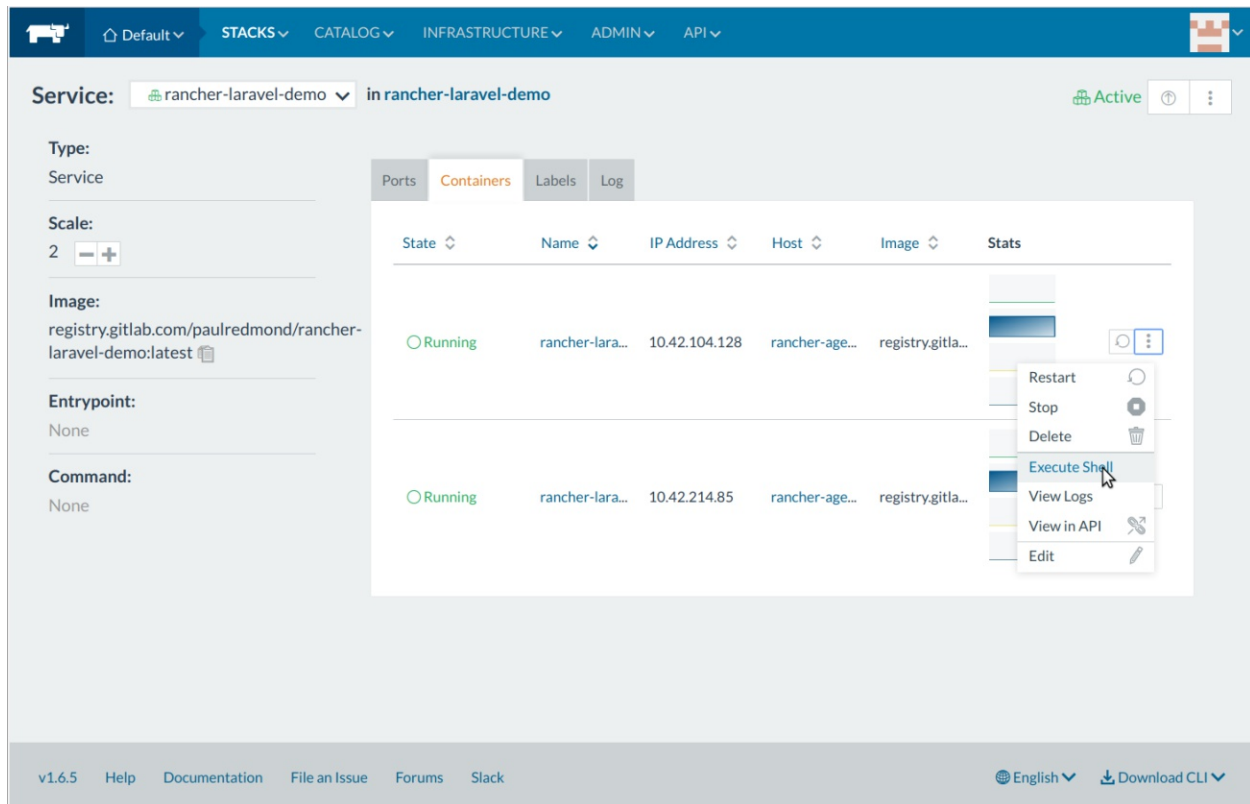 Default STACKS CATALOG INFRASTRUCTURE ADMIN API
Service: rancher-laravel-demo in rancher-laravel-demo Active
Type:
Service
Scale:
2
Image:
registry.gitlab.com/paulredmond/rancher-
laravel-demo:latest
Entrypoint:
None
Command:
None
Ports Containers Labels Log
State Name IP Address Host Image Stats
Running rancher-lara... 10.42.104.128 rancher-age... registry.gitla...
Running rancher-lara... 10.42.214.85 rancher-age... registry.gitla...
Restart
Stop
Delete
Execute Shell
View Logs
View in API
Edit
v1.6.5 Help Documentation File an Issue Forums Slack English Download CLI